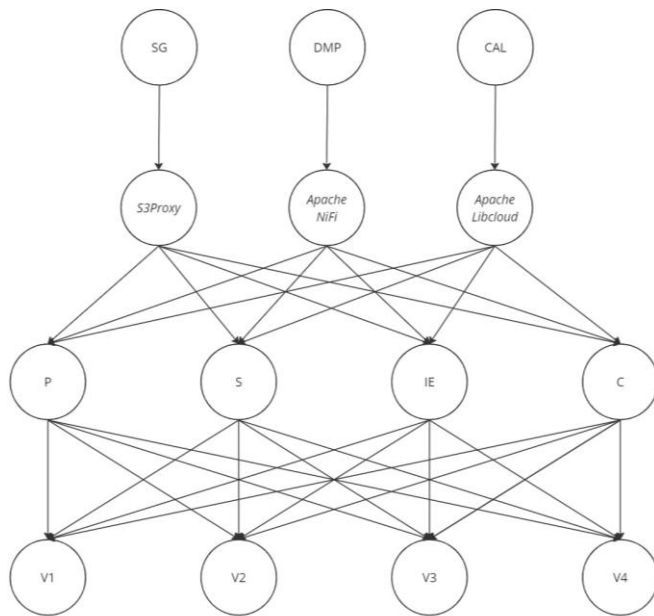 SG
DMP
CAL
S3Proxy
Apache
NiFi
Apache
Libcloud
P
S
IE
C
V1
V2
V3
V4